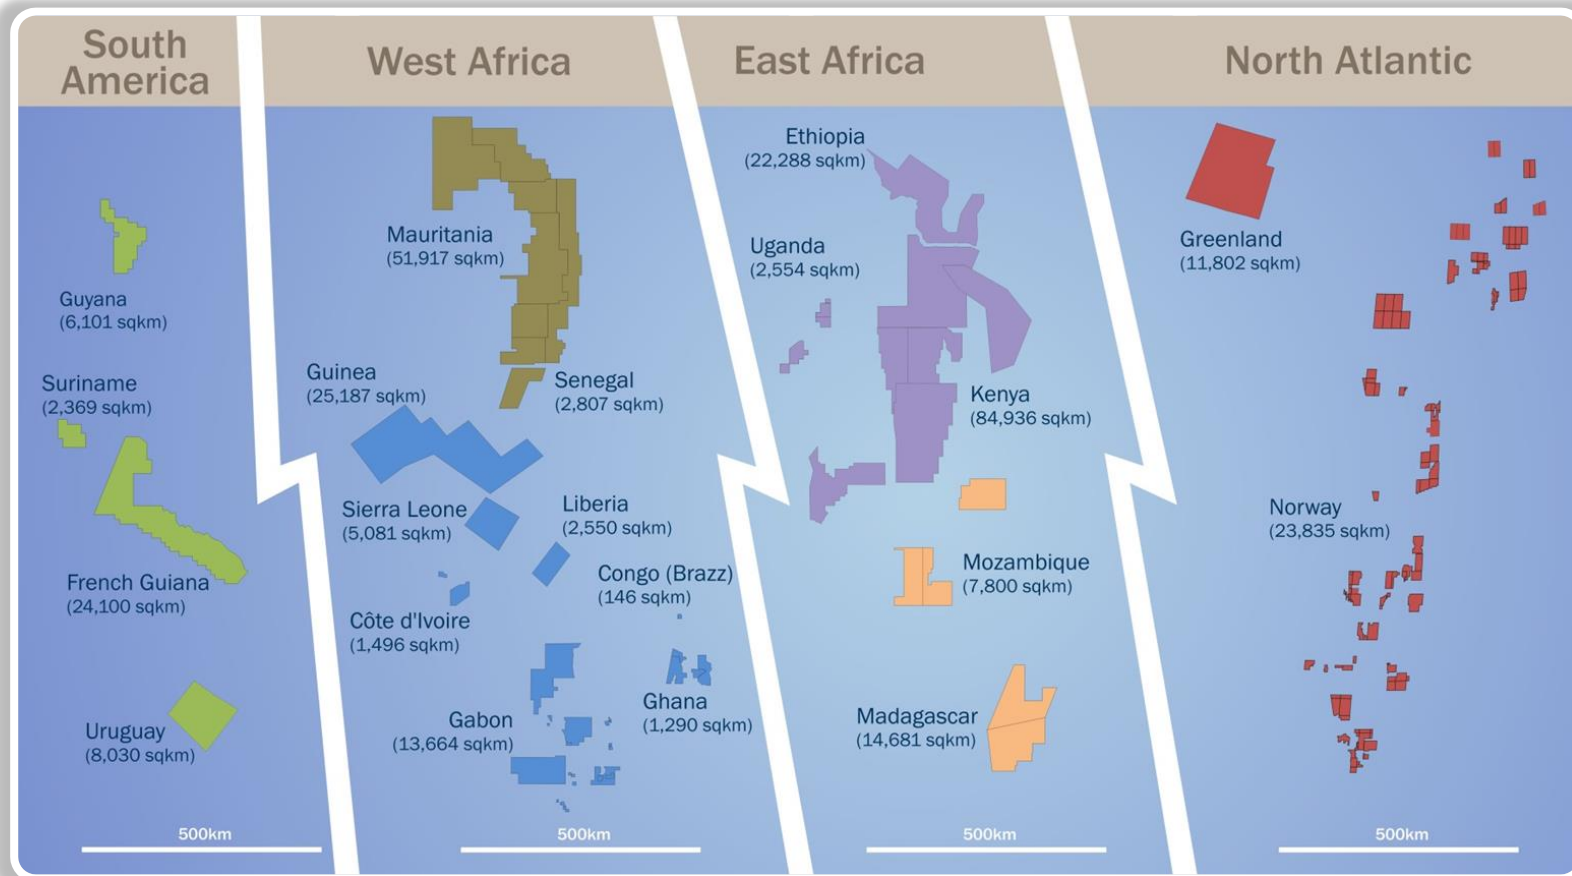 South
America
West Africa
East Africa
North Atlantic
Guyana
(6,101 sqkm)
Suriname
(2,369 sqkm)
French Guiana
(24,100 sqkm)
Uruguay
(8,030 sqkm)
500km
Mauritania
(51,917 sqkm)
Guinea
(25,187 sqkm)
Senegal
(2,807 sqkm)
Sierra Leone
(5,081 sqkm)
Liberia
(2,550 sqkm)
Congo (Brazz)
(146 sqkm)
Côte d'Ivoire
(1,496 sqkm)
Ghana
(1,290 sqkm)
Gabon
(13,664 sqkm)
500km
Ethiopia
(22,288 sqkm)
Uganda
(2,554 sqkm)
Kenya
(84,936 sqkm)
Mozambique
(7,800 sqkm)
Madagascar
(14,681 sqkm)
500km
Greenland
(11,802 sqkm)
Norway
(23,835 sqkm)
500km